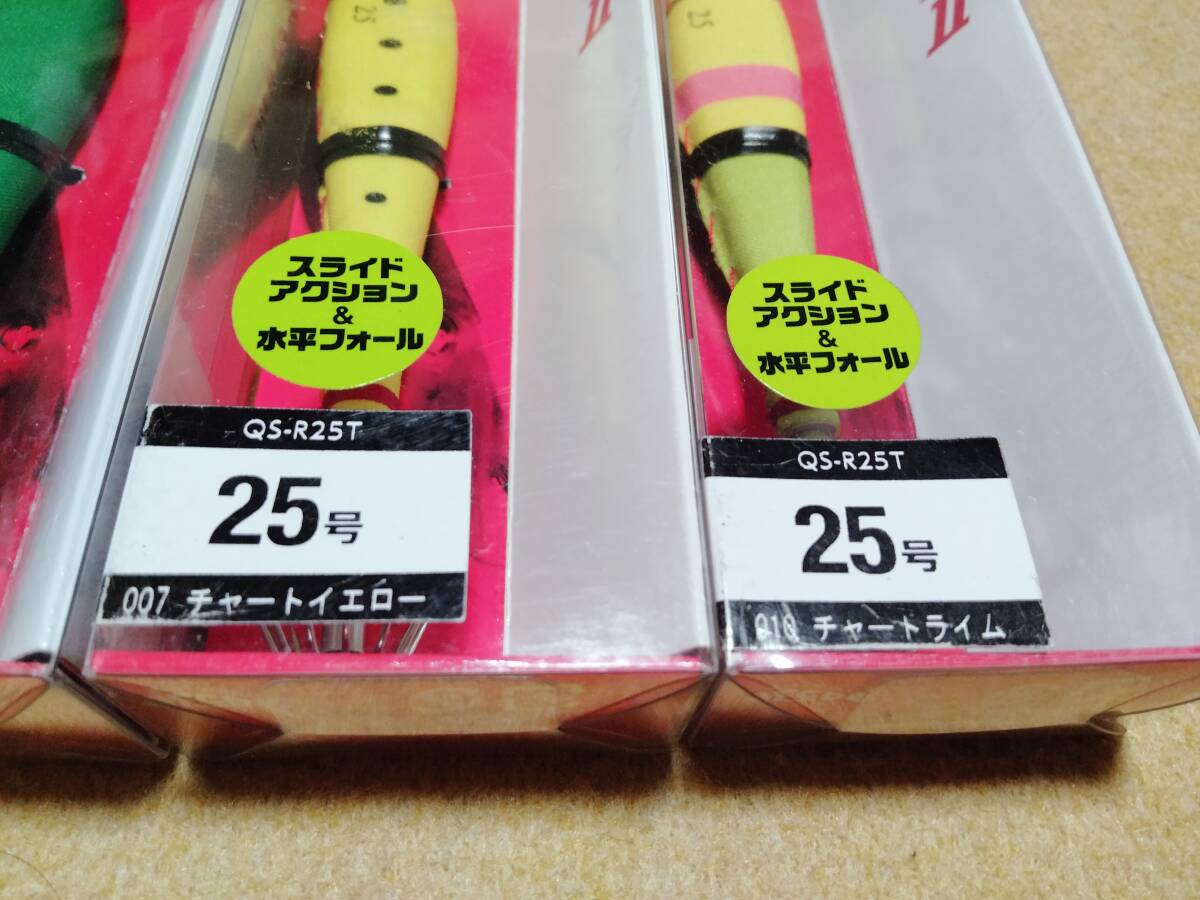 25
スライド
アクション
&
水平フォール
QS-R25T
25号
007 チャートイエロー
25
スライド
アクション
&
水平フォール
QS-R25T
25号
010 チャートライム